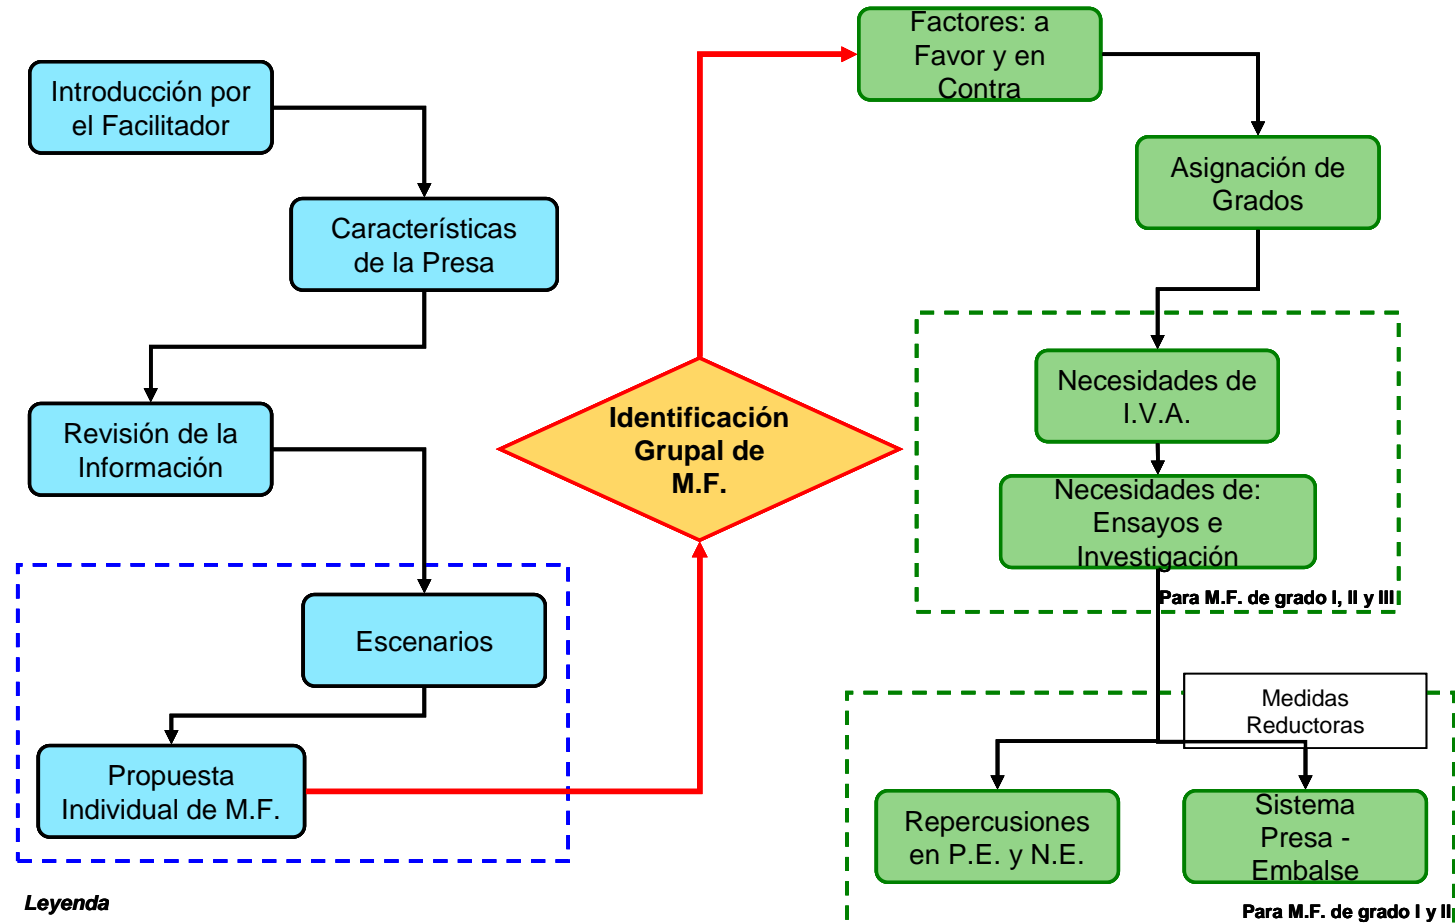 Introducción por
el Facilitador
Características
de la Presa
Revisión de la
Información
Escenarios
Propuesta
Individual de M.F.
Leyenda
Identificación
Grupal de
M.F.
Factores: a
Favor y en
Contra
Asignación de
Grados
Necesidades de
I.V.A.
Necesidades de:
Ensayos e
Investigación
Para M.F. de grado I, II y III
Medidas
Reductoras
Repercusiones
en P.E. y N.E.
Sistema
Presa -
Embalse
Para M.F. de grado I y II